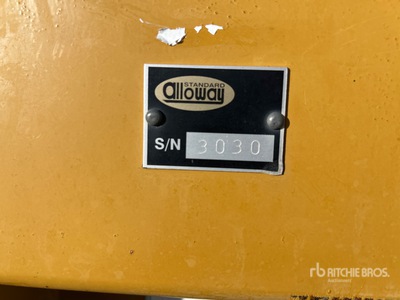 STANDARD
alloway
S/N 3030
rb RITCHIE BROS.